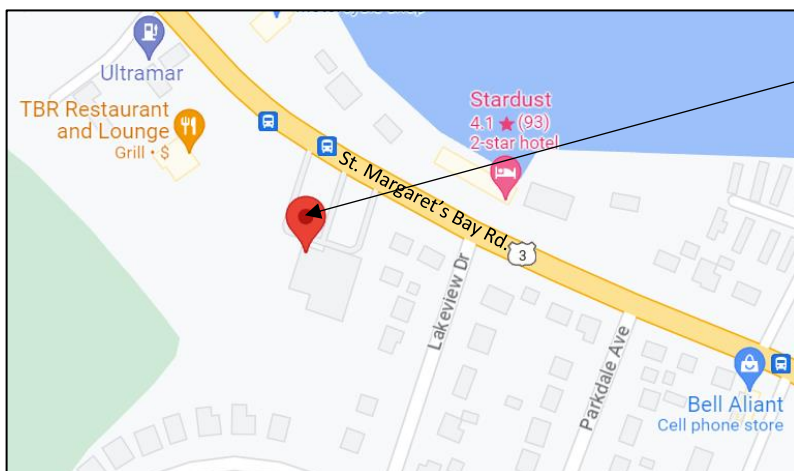 Ultramar
TBR Restaurant
and Lounge
Grill • $
Stardust
4.1 ★ (93)
2-star hotel
St. Margaret's Bay Rd.
3
Lakeview Dr
Parkdale Ave
Bell Aliant
Cell phone store